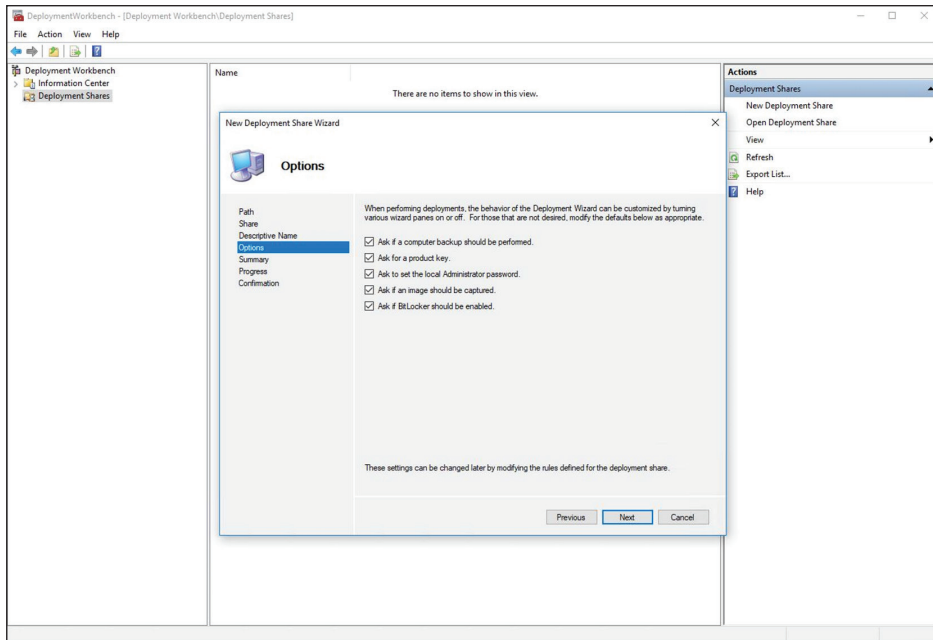 DeploymentWorkbench - [Deployment Workbench\Deployment Shares]
File Action View Help
Deployment Workbench
Information Center
Deployment Shares
Name
There are no items to show in this view.
Actions
Deployment Shares
New Deployment Share
Open Deployment Share
View
Refresh
Export List...
Help
New Deployment Share Wizard
Options
Path
Share
Descriptive Name
Options
Summary
Progress
Confirmation
When performing deployments, the behavior of the Deployment Wizard can be customized by turning
various wizard panes on or off. For those that are not desired, modify the defaults below as appropriate.
Ask if a computer backup should be performed.
Ask for a product key.
Ask to set the local Administrator password.
Ask if an image should be captured.
Ask if BitLocker should be enabled.
These settings can be changed later by modifying the rules defined for the deployment share.
Previous Next Cancel